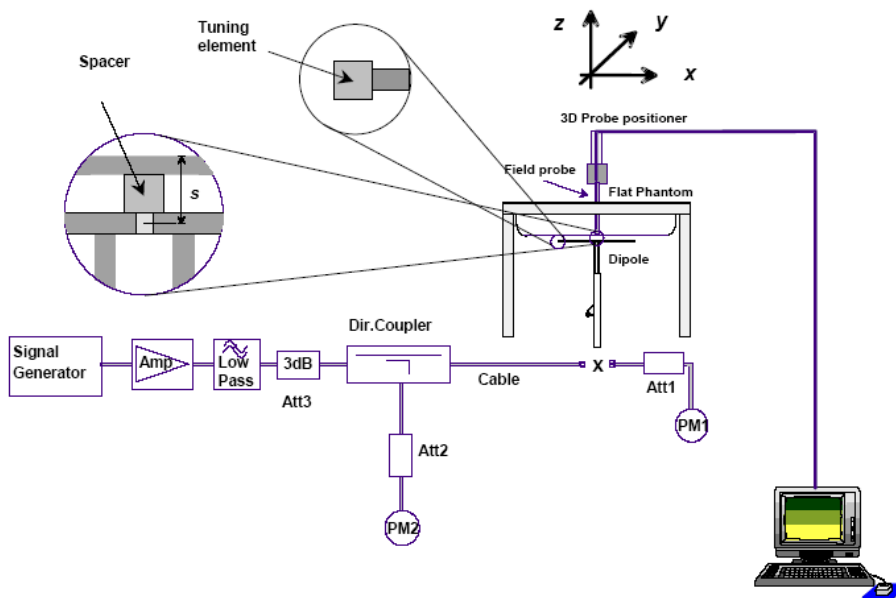 Tuning
element
Spacer
s
z
y
x
3D Probe positioner
Field probe
Flat Phantom
Dipole
Dir.Coupler
Signal
Generator
Amp
Low
Pass
3dB
Att3
Cable
x
Att1
PM1
Att2
PM2